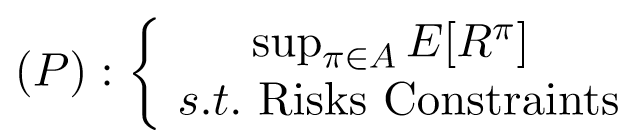 (P) : { sup_{π∈A} E[R^π]
s.t. Risks Constraints